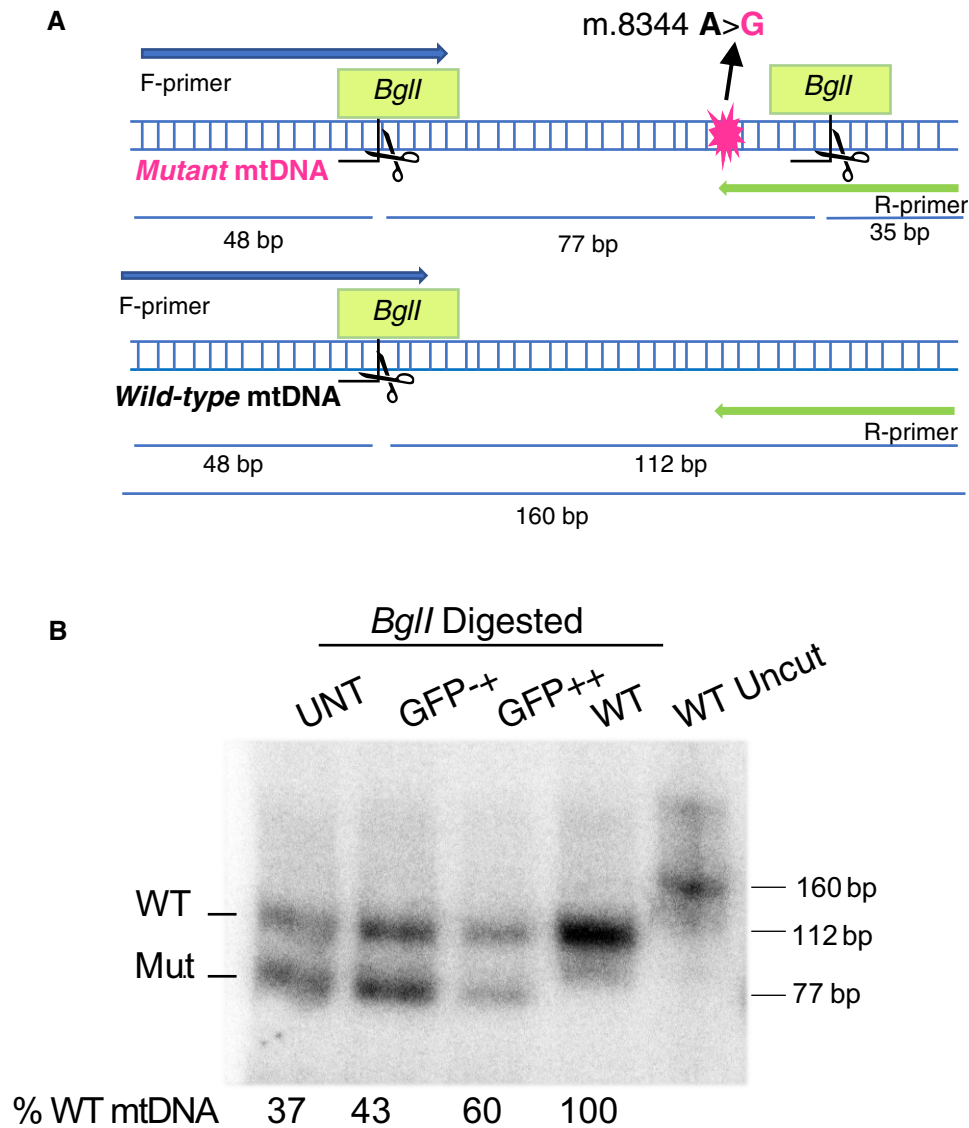 A
m.8344 A>G
F-primer
BglI
BglI
Mutant mtDNA
R-primer
48 bp
77 bp
35 bp
F-primer
BglI
Wild-type mtDNA
R-primer
48 bp
112 bp
160 bp
B
BglI Digested
UNT GFP-+ GFP++ WT WT Uncut
WT
160 bp
112 bp
Mu.t
77 bp
% WT mtDNA 37 43 60 100